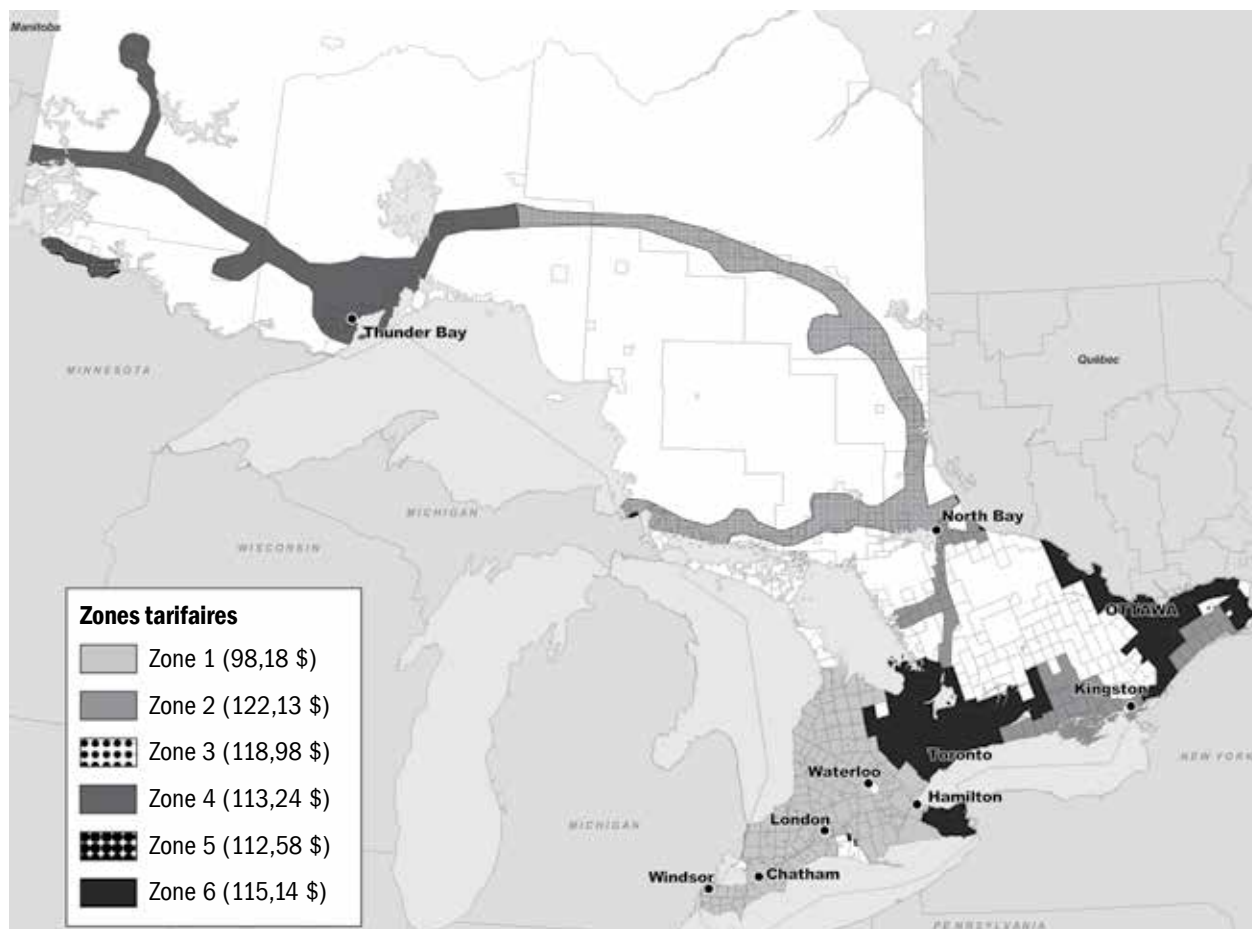 Manitoba
Thunder Bay
MINNESOTA
Québec
MICHIGAN
WISCONSIN
North Bay
OTTAWA
Kingston
Toronto
NEW YORK
Waterloo
Hamilton
London
MICHIGAN
Windsor
Chatham
PENNSYLVANIA
Zones tarifaires
Zone 1 (98,18 $)
Zone 2 (122,13 $)
Zone 3 (118,98 $)
Zone 4 (113,24 $)
Zone 5 (112,58 $)
Zone 6 (115,14 $)